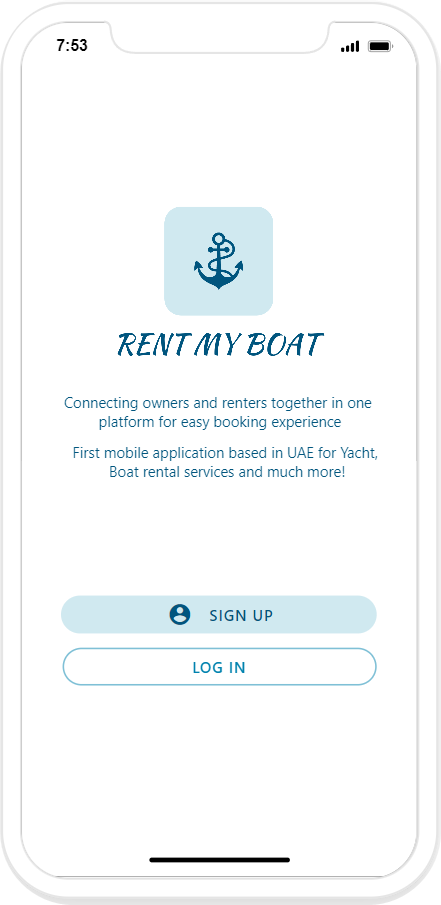 7:53
RENT MY BOAT
Connecting owners and renters together in one
platform for easy booking experience
First mobile application based in UAE for Yacht,
Boat rental services and much more!
SIGN UP
LOG IN